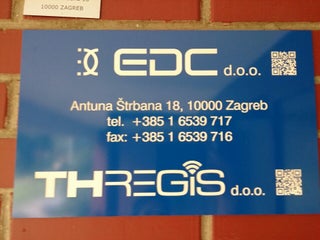 10000 ZAGREB
EDC d.o.o.
Antuna Štrbana 18, 10000 Zagreb
tel. +385 1 6539 717
fax: +385 1 6539 716
THREGIS d.o.o.